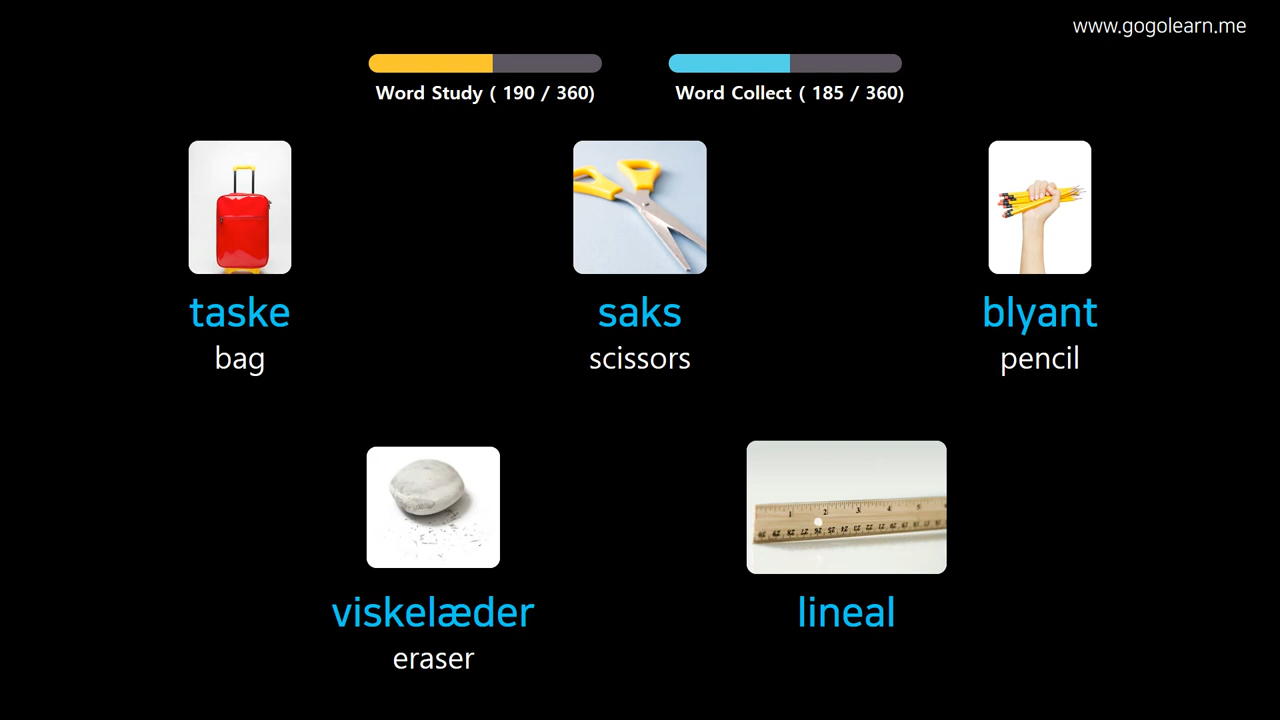 www.gogolearn.me
Word Study ( 190 / 360)
Word Collect ( 185 / 360)
taske
bag
saks
scissors
blyant
pencil
viskelæder
eraser
lineal